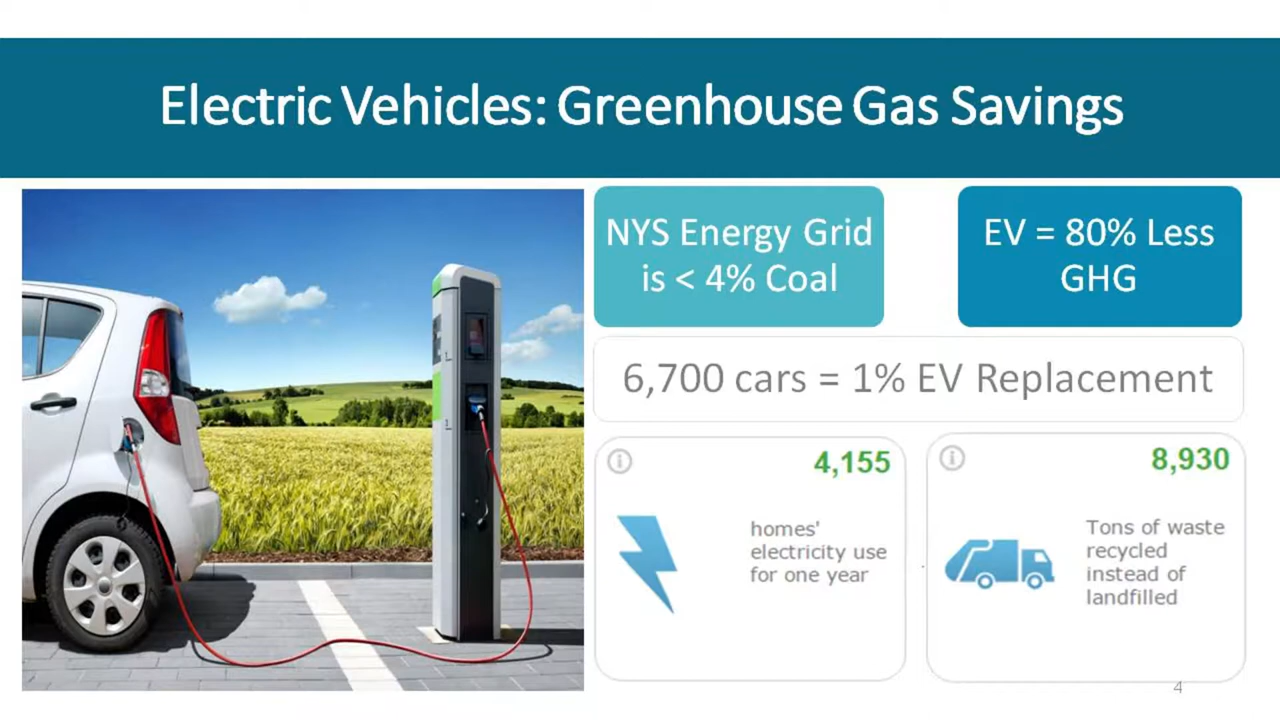 Electric Vehicles: Greenhouse Gas Savings
NYS Energy Grid
is < 4% Coal
EV = 80% Less
GHG
6,700 cars = 1% EV Replacement
4,155
homes'
electricity use
for one year
8,930
Tons of waste
recycled
instead of
landfilled
4